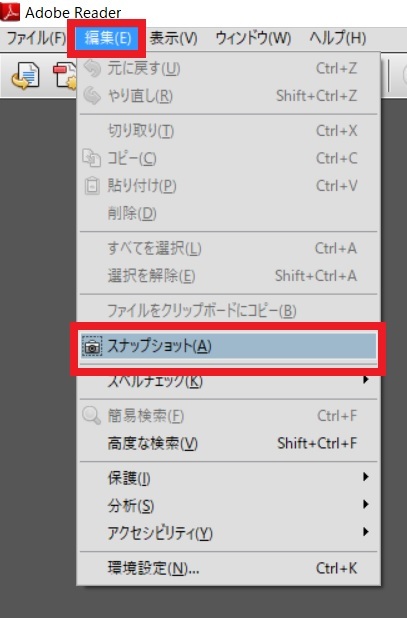 Adobe Reader
ファイル(F) 編集(E) 表示(V) ウィンドウ(W) ヘルプ(H)
元に戻す(U) Ctrl+Z
やり直し(R) Shift+Ctrl+Z
切り取り(T) Ctrl+X
コピー(C) Ctrl+C
貼り付け(P) Ctrl+V
削除(D)
すべてを選択(L) Ctrl+A
選択を解除(E) Shift+Ctrl+A
ファイルをクリップボードにコピー(B)
スナップショット(A)
スペルチェック(K)
簡易検索(F) Ctrl+F
高度な検索(V) Shift+Ctrl+F
保護(I)
分析(S)
アクセシビリティ(Y)
環境設定(N)... Ctrl+K